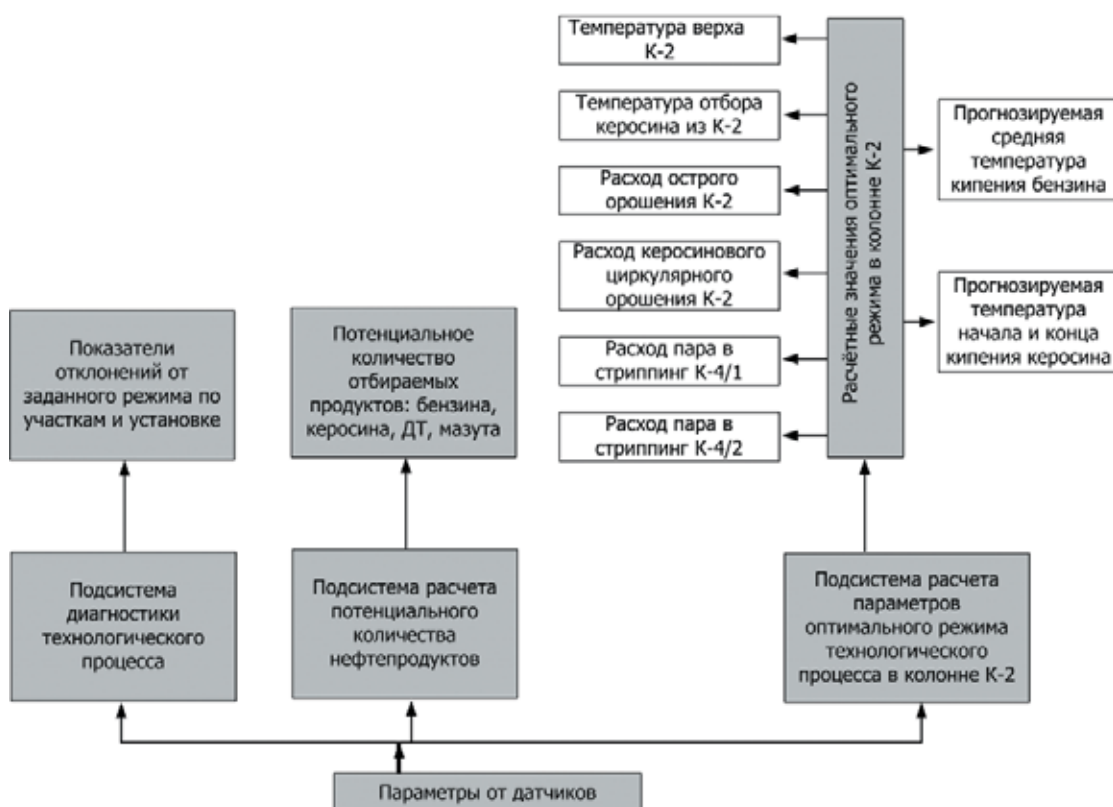 Температура верха
К-2
Температура отбора
керосина из К-2
Расход острого
орошения К-2
Расход керосинового
циркулярного
орошения К-2
Расход пара в
стриппинг К-4/1
Расход пара в
стриппинг К-4/2
Расчётные значения оптимального
режима в колонне К-2
Прогнозируемая
средняя
температура
кипения бензина
Прогнозируемая
температура
начала и конца
кипения керосина
Показатели
отклонений от
заданного режима по
участкам и установке
Потенциальное
количество
отбираемых
продуктов: бензина,
керосина, ДТ, мазута
Подсистема
диагностики
технологического
процесса
Подсистема расчета
потенциального
количества
нефтепродуктов
Подсистема расчета
параметров
оптимального режима
технологического
процесса в колонне К-2
Параметры от датчиков